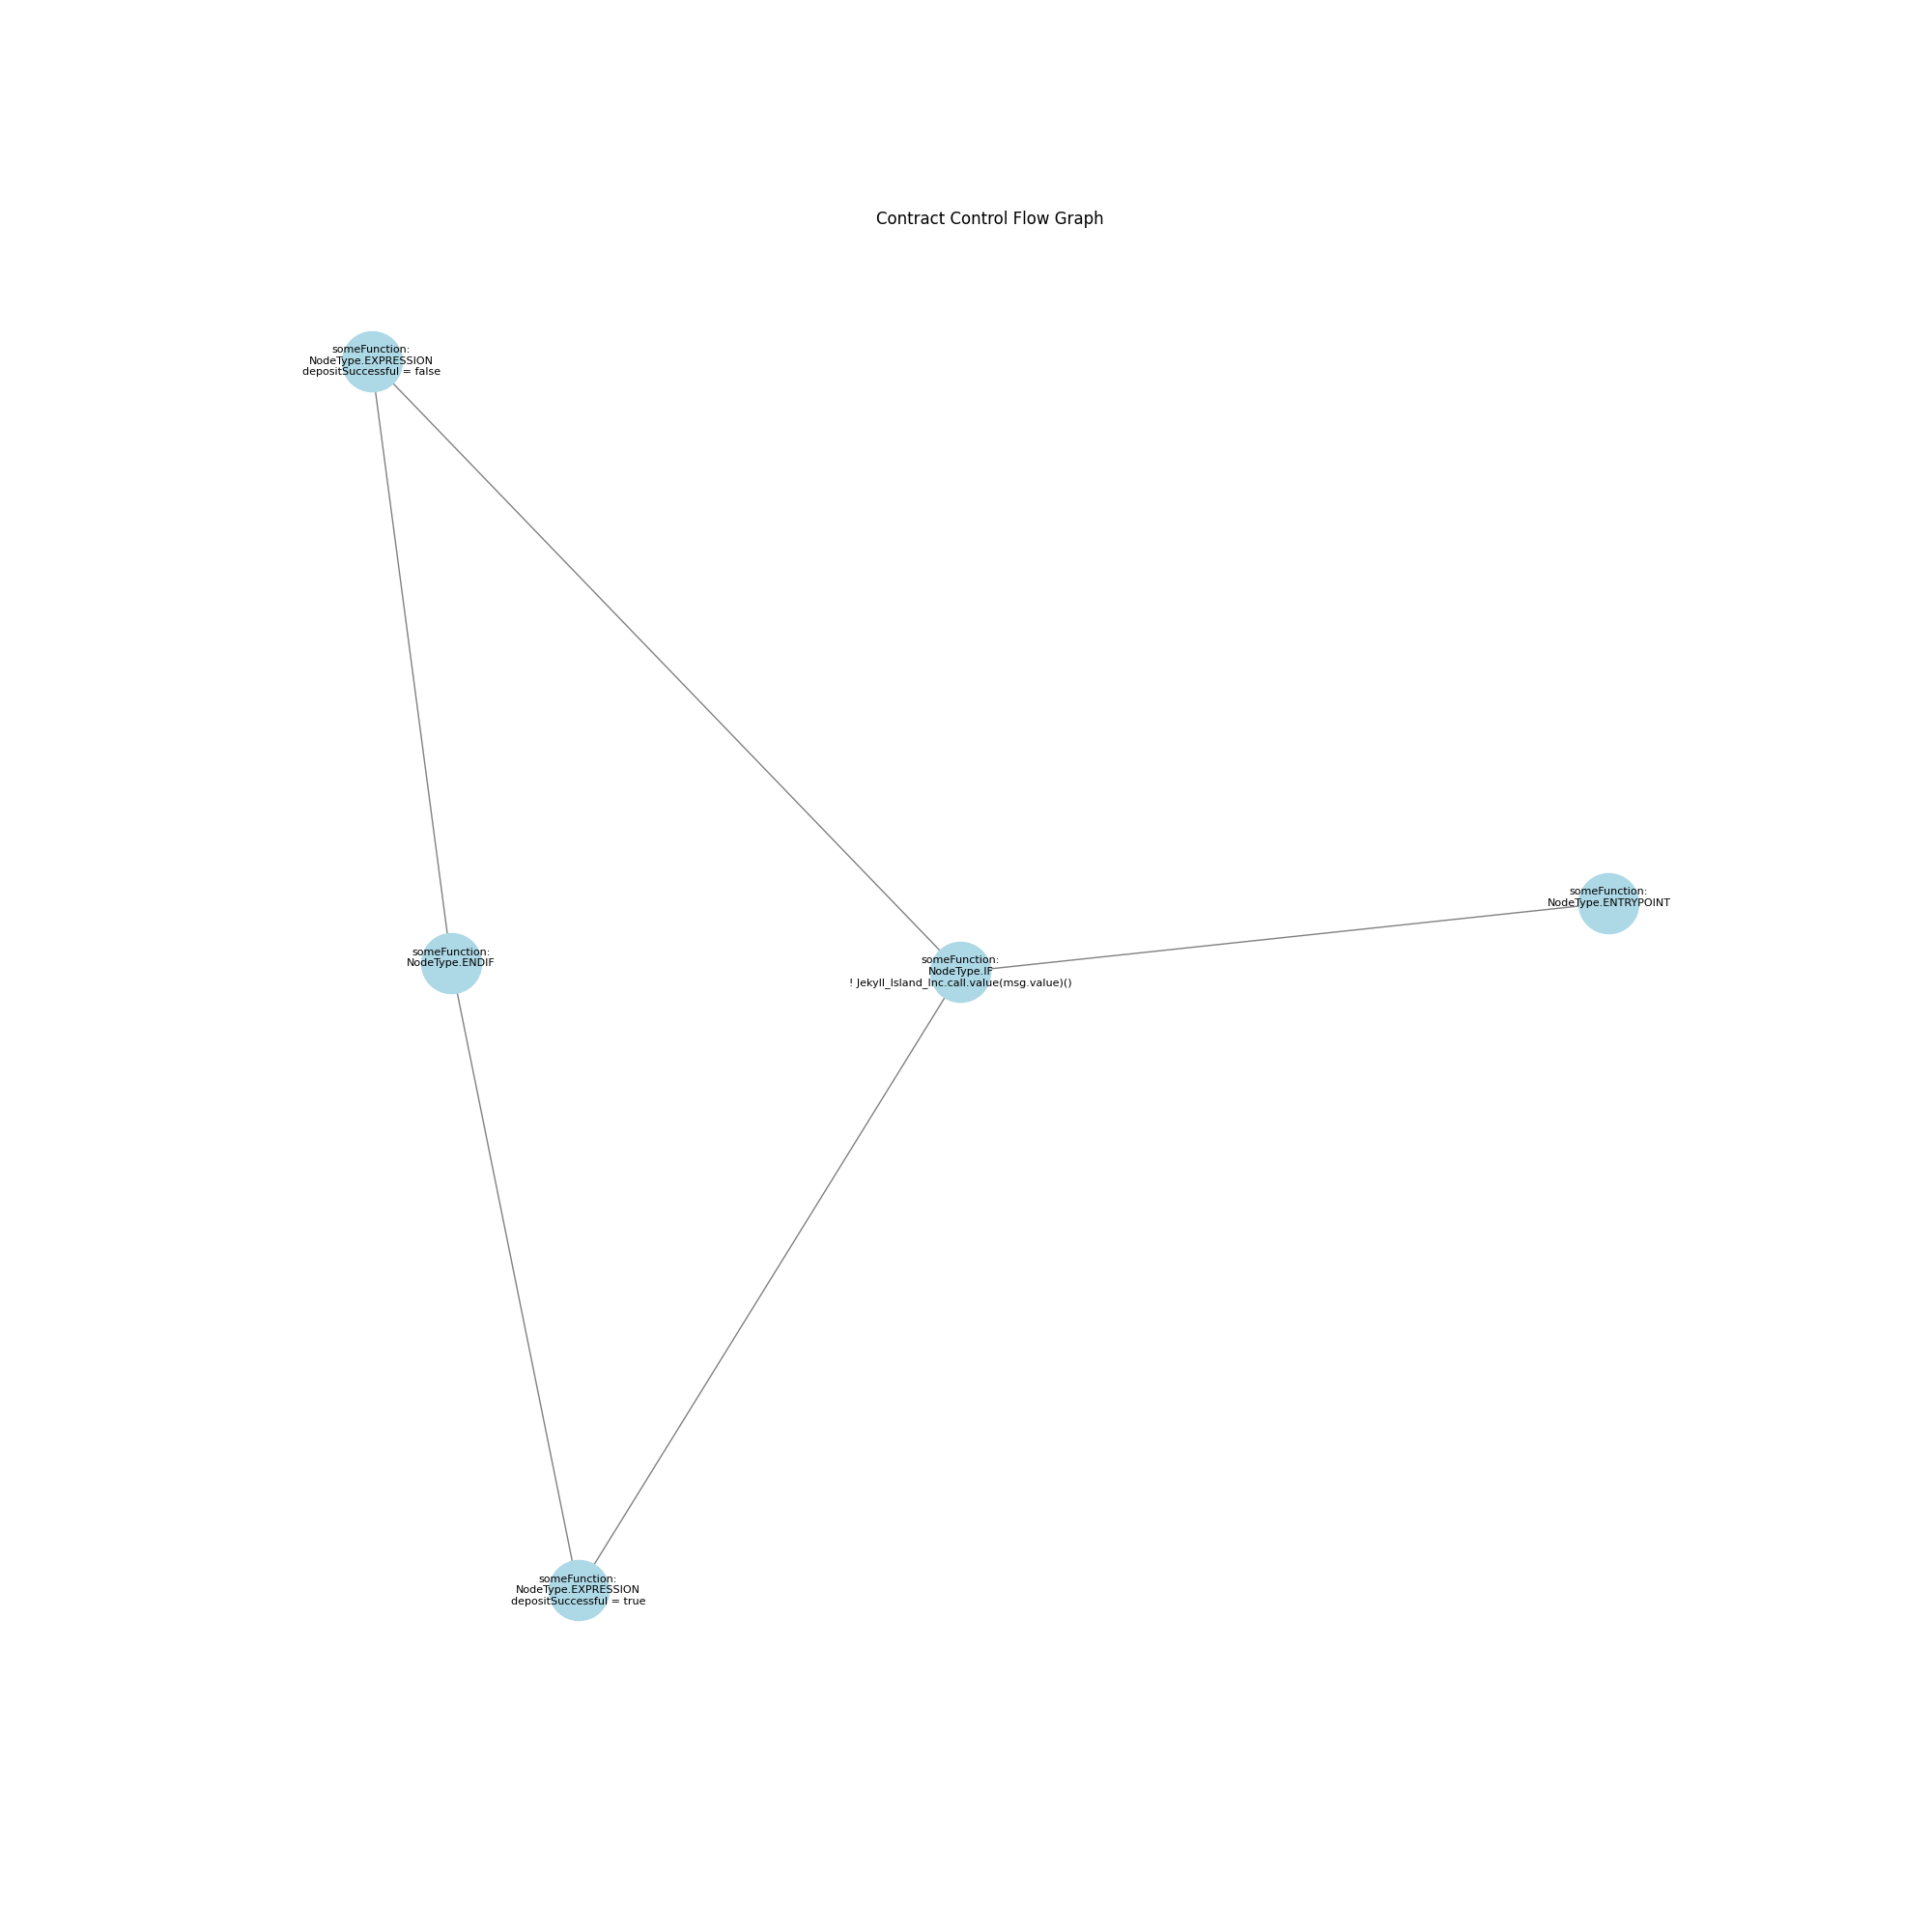 Contract Control Flow Graph
someFunction:
NodeType.EXPRESSION
depositSuccessful = false
someFunction:
NodeType.ENTRYPOINT
someFunction:
NodeType.ENDIF
someFunction:
NodeType.IF
! Jekyll_Island_Inc.call.value(msg.value)()
someFunction:
NodeType.EXPRESSION
depositSuccessful = true